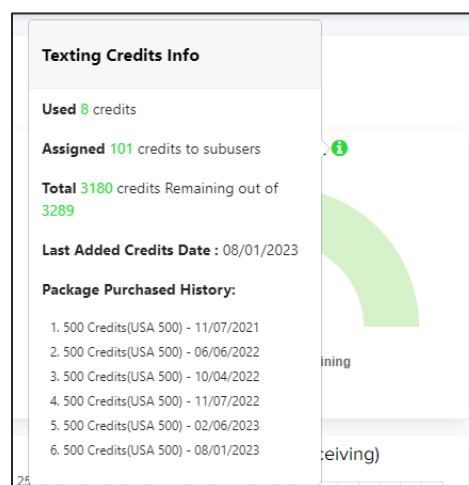 Texting Credits Info
Used 8 credits
Assigned 101 credits to subusers
Total 3180 credits Remaining out of
3289
Last Added Credits Date : 08/01/2023
Package Purchased History:
1. 500 Credits(USA 500) - 11/07/2021
2. 500 Credits(USA 500) - 06/06/2022
3. 500 Credits(USA 500) - 10/04/2022
4. 500 Credits(USA 500) - 11/07/2022
5. 500 Credits(USA 500) - 02/06/2023
6. 500 Credits(USA 500) - 08/01/2023
ining
ceiving)
25